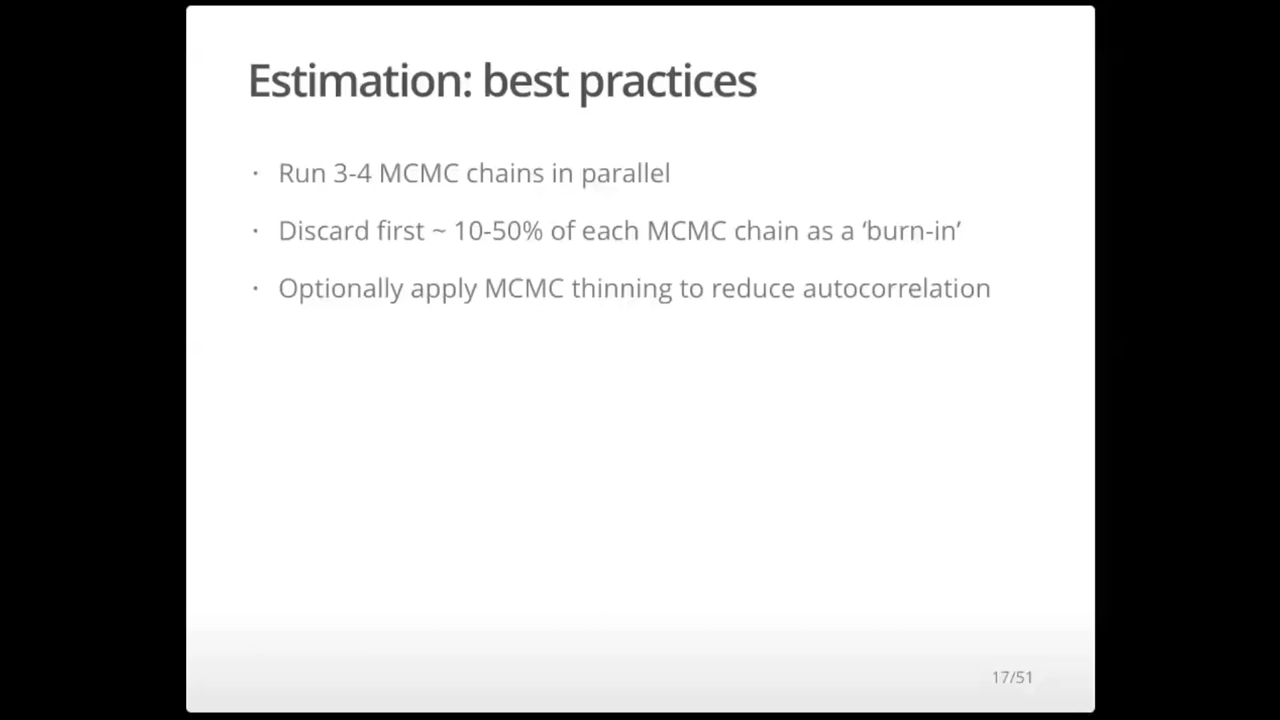 Estimation: best practices
· Run 3-4 MCMC chains in parallel
· Discard first ~ 10-50% of each MCMC chain as a ‘burn-in’
· Optionally apply MCMC thinning to reduce autocorrelation
17/51